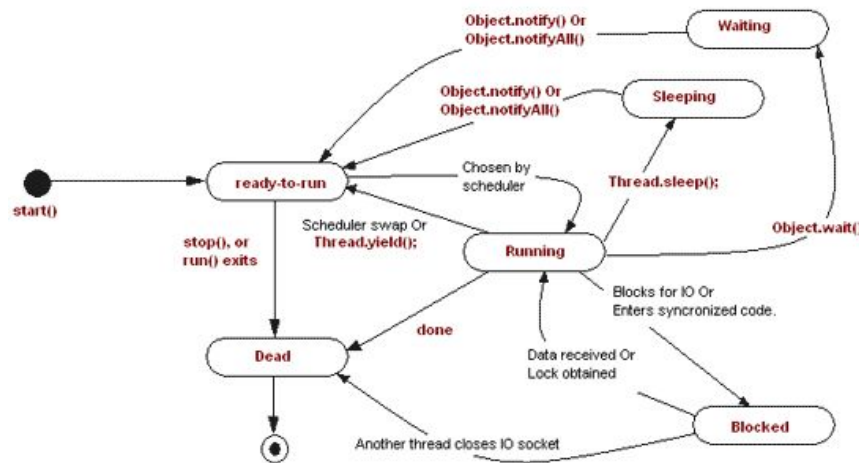 Object.notify() Or
Object.notifyAll()
Waiting
Object.notify() Or
Object.notifyAll()
Sleeping
ready-to-run
Chosen by
scheduler
Thread.sleep();
start()
Scheduler swap Or
Thread.yield();
Object.wait()
stop(), or
run() exits
Running
Blocks for IO Or
Enters syncronized code.
done
Dead
Data received Or
Lock obtained
Another thread closes IO socket
Blocked